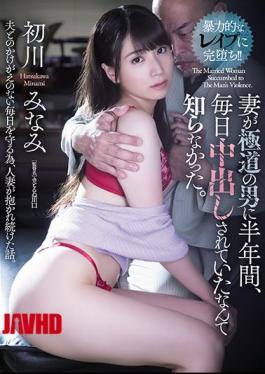 暴力的なレイプに
完堕ち!!
The Married Woman
Succumbed to
The Man's Violence.
妻が極道の男に半年間、
毎日中出しされていたなんて
知らなかった。
初川みなみ
Hatsukawa
Minami
夫とのかけがえのない毎日を守る為、人妻が抱かれ続けた話。
JAVHD